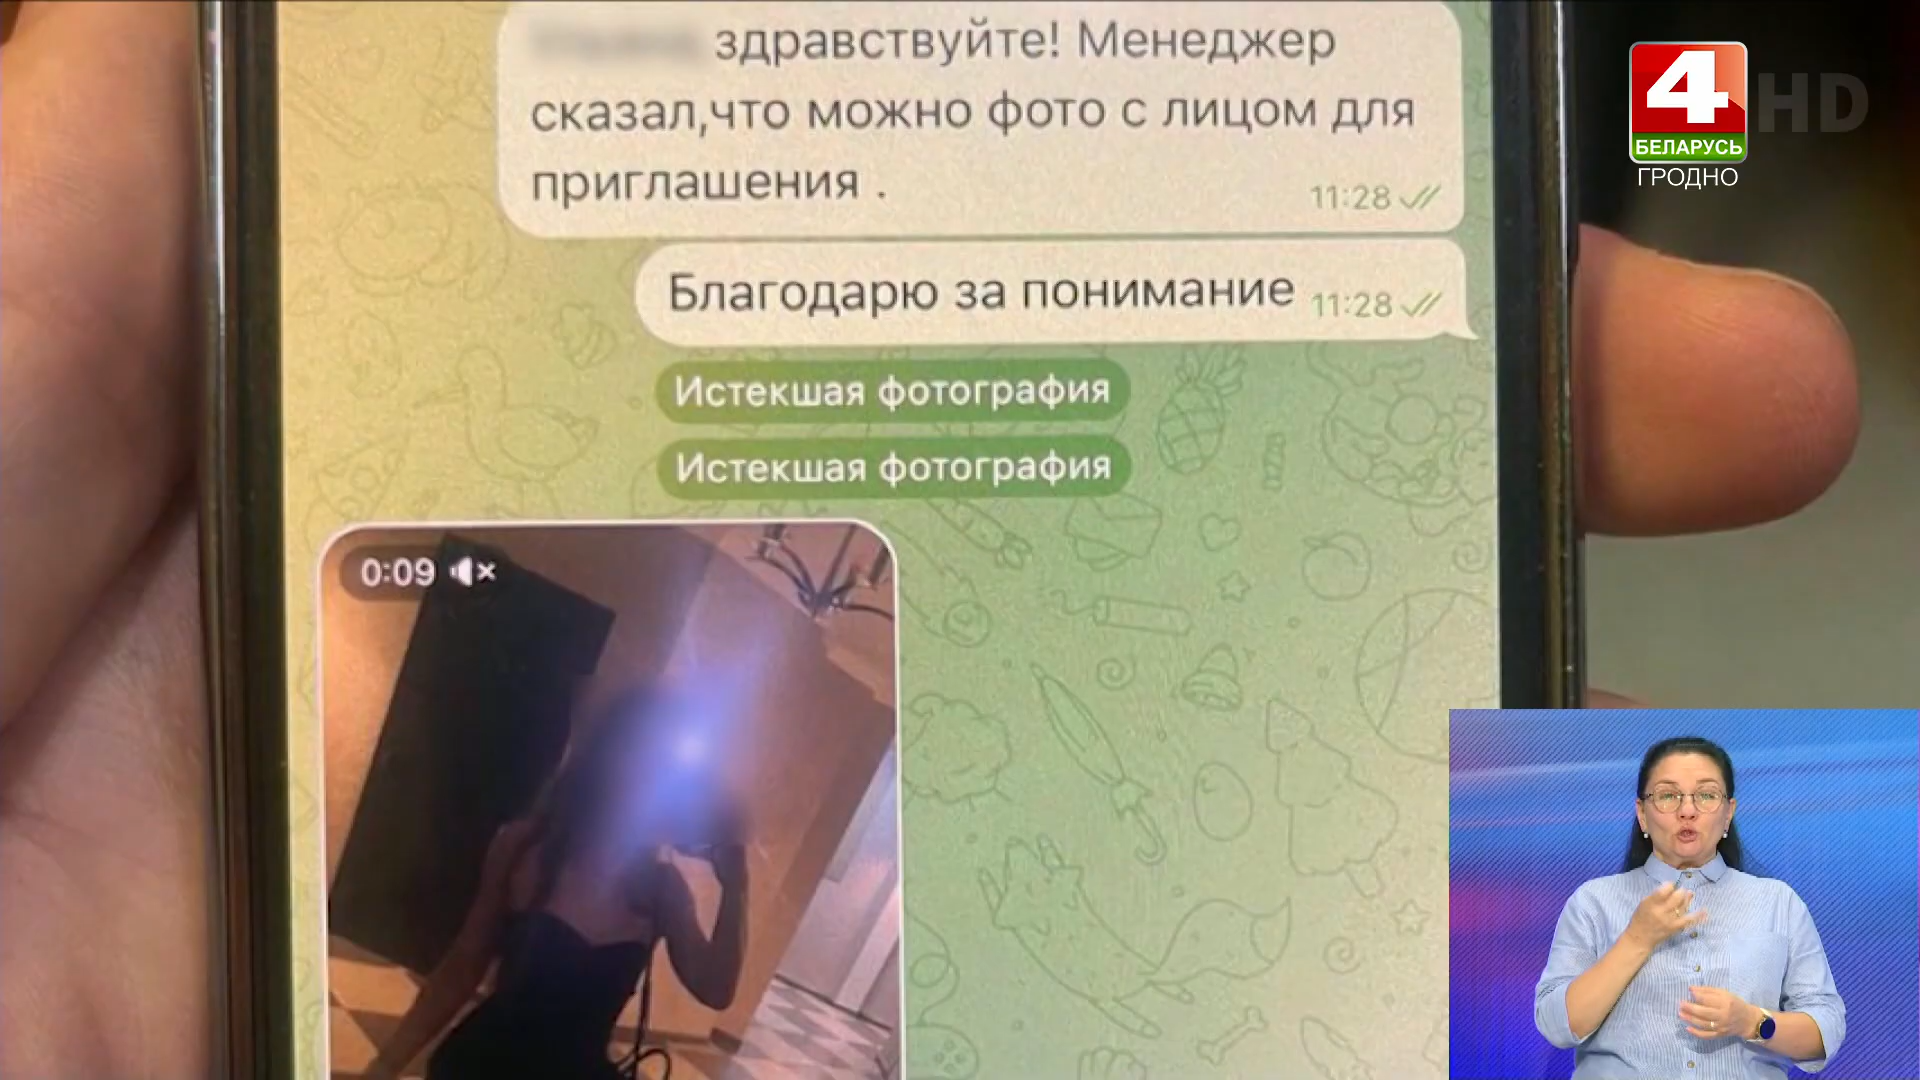 здравствуйте! Менеджер
сказал,что можно фото с лицом для
приглашения .
11:28
Благодарю за понимание
11:28
Истекшая фотография
Истекшая фотография
0:09
4
HD
БЕЛАРУСЬ
ГРОДНО